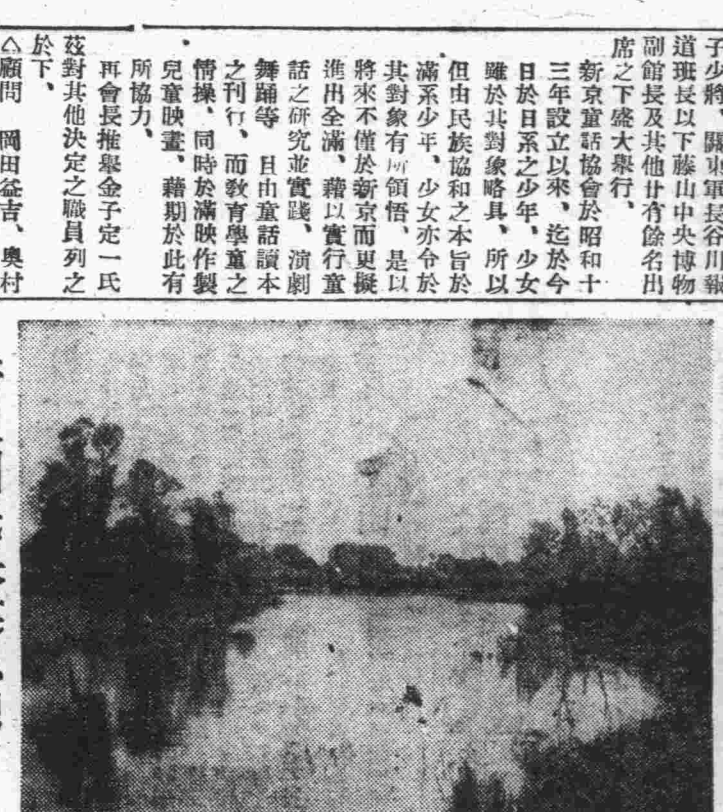 子少將、關東軍長谷川報
道班長以下藤山中央博物
副館長及其他廿有餘名出
席之下盛大舉行、
新京童話協會於昭和十
三年設立以來、迄於今
日於日系之少年、少女
雖於其對象略具、所以
但由民族協和之本旨於
滿系少年、少女亦令於
其對象有所領悟、是以
將來不僅於新京而更擬
進出全滿、藉以實行童
話之研究並實踐、演劇
舞踊等 且由童話讀本
之刊行、而敎育學童之
情操、同時於滿映作製
兒童映畫、藉期於此有
所協力、
再會長推舉金子定一氏
茲對其他決定之職員列之
於下、
△顧問 岡田益吉、奧村